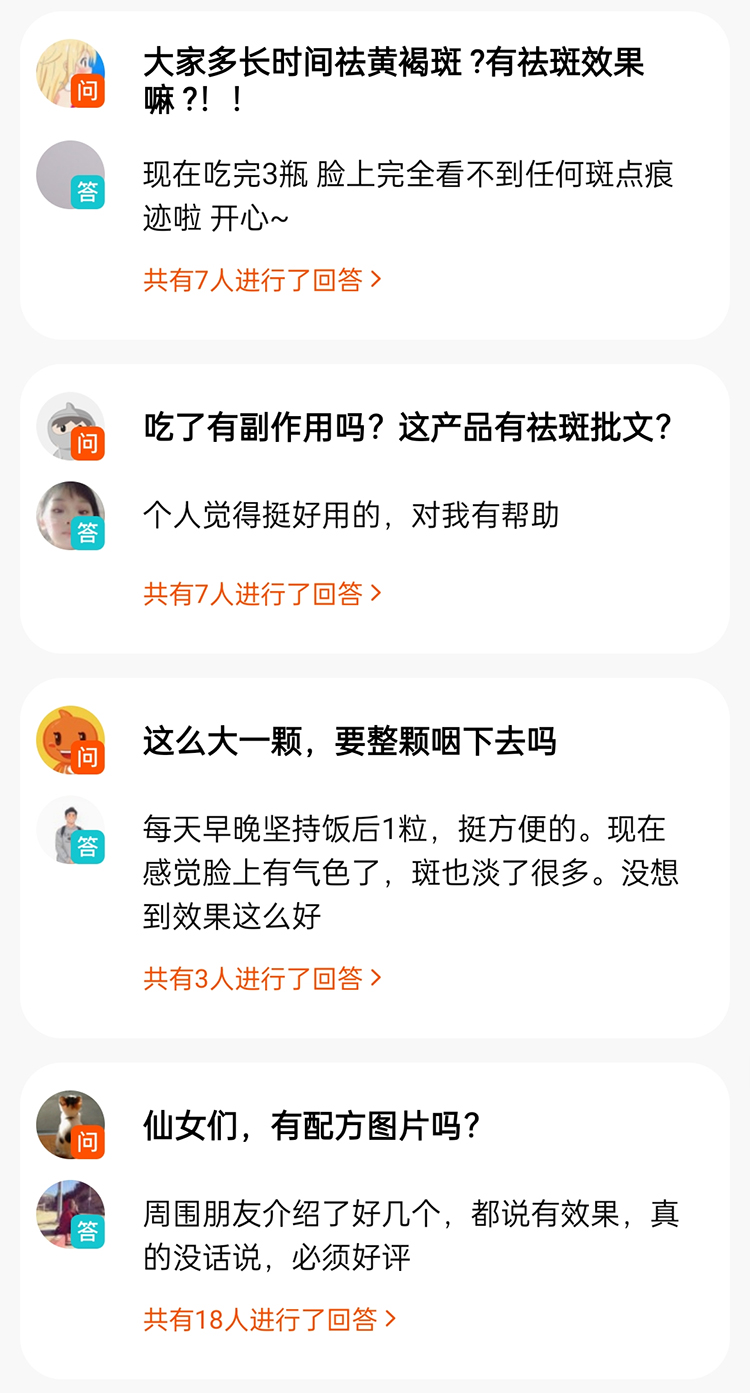 大家多长时间祛黄褐斑 ?有祛斑效果
嘛 ?！！
问
现在吃完3瓶 脸上完全看不到任何斑点痕
答
迹啦 开心~
共有7人进行了回答 >
吃了有副作用吗？这产品有祛斑批文？
问
个人觉得挺好用的，对我有帮助
答
共有7人进行了回答 >
这么大一颗，要整颗咽下去吗
问
每天早晚坚持饭后1粒，挺方便的。现在
答
感觉脸上有气色了，斑也淡了很多。没想
到效果这么好
共有3人进行了回答 >
仙女们，有配方图片吗？
问
周围朋友介绍了好几个，都说有效果，真
答
的没话说，必须好评
共有18人进行了回答 >